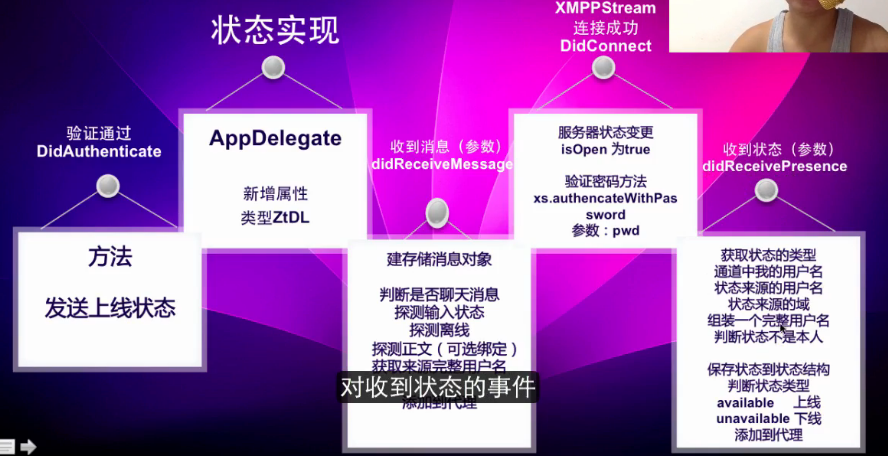 状态实现
XMPPStream
连接成功
DidConnect
验证通过
DidAuthenticate
AppDelegate
新增属性
类型ZtDL
收到消息（参数）
didReceiveMessage
服务器状态变更
isOpen 为true
验证密码方法
xs.authencateWithPas
sword
参数：pwd
收到状态（参数）
didReceivePresence
方法
发送上线状态
建存储消息对象
判断是否聊天消息
探测输入状态
探测离线
探测正文（可选绑定）
获取来源完整用户名
添加到代理
获取状态的类型
通道中我的用户名
状态来源的用户名
状态来源的域
组装一个完整用户名
判断状态不是本人
保存状态到状态结构
判断状态类型
available 上线
unavailable 下线
添加到代理
对收到状态的事件